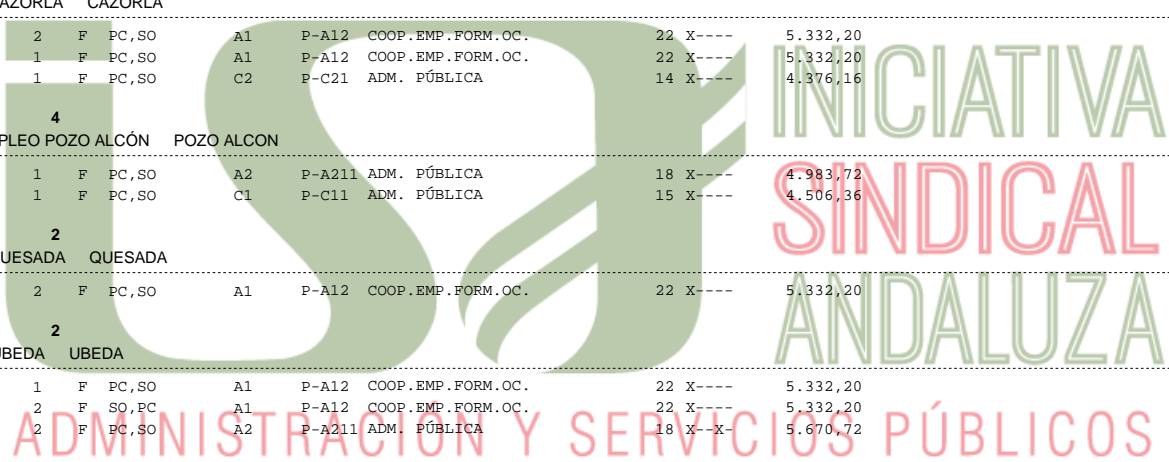 AZORLA CAZORLA
2 F PC,SO A1 P-A12 COOP.EMP.FORM.OC. 22 X---- 5.332,20
1 F PC,SO A1 P-A12 COOP.EMP.FORM.OC. 22 X---- 5.332,20
1 F PC,SO C2 P-C21 ADM. PÚBLICA 14 X---- 4.376,16
4
PLEO POZO ALCÓN POZO ALCON
1 F PC,SO A2 P-A211 ADM. PÚBLICA 18 X---- 4.983,72
1 F PC,SO C1 P-C11 ADM. PÚBLICA 15 X---- 4.506,36
2
UESADA QUESADA
2 F PC,SO A1 P-A12 COOP.EMP.FORM.OC. 22 X---- 5.332,20
2
UBEDA UBEDA
1 F PC,SO A1 P-A12 COOP.EMP.FORM.OC. 22 X---- 5.332,20
2 F SO,PC A1 P-A12 COOP.EMP.FORM.OC. 22 X---- 5.332,20
2 F PC,SO A2 P-A211 ADM. PÚBLICA 18 X--X- 5.670,72
isa
INICIATIVA
SINDICAL
ANDALUZA
ADMINISTRACIÓN Y SERVICIOS PÚBLICOS